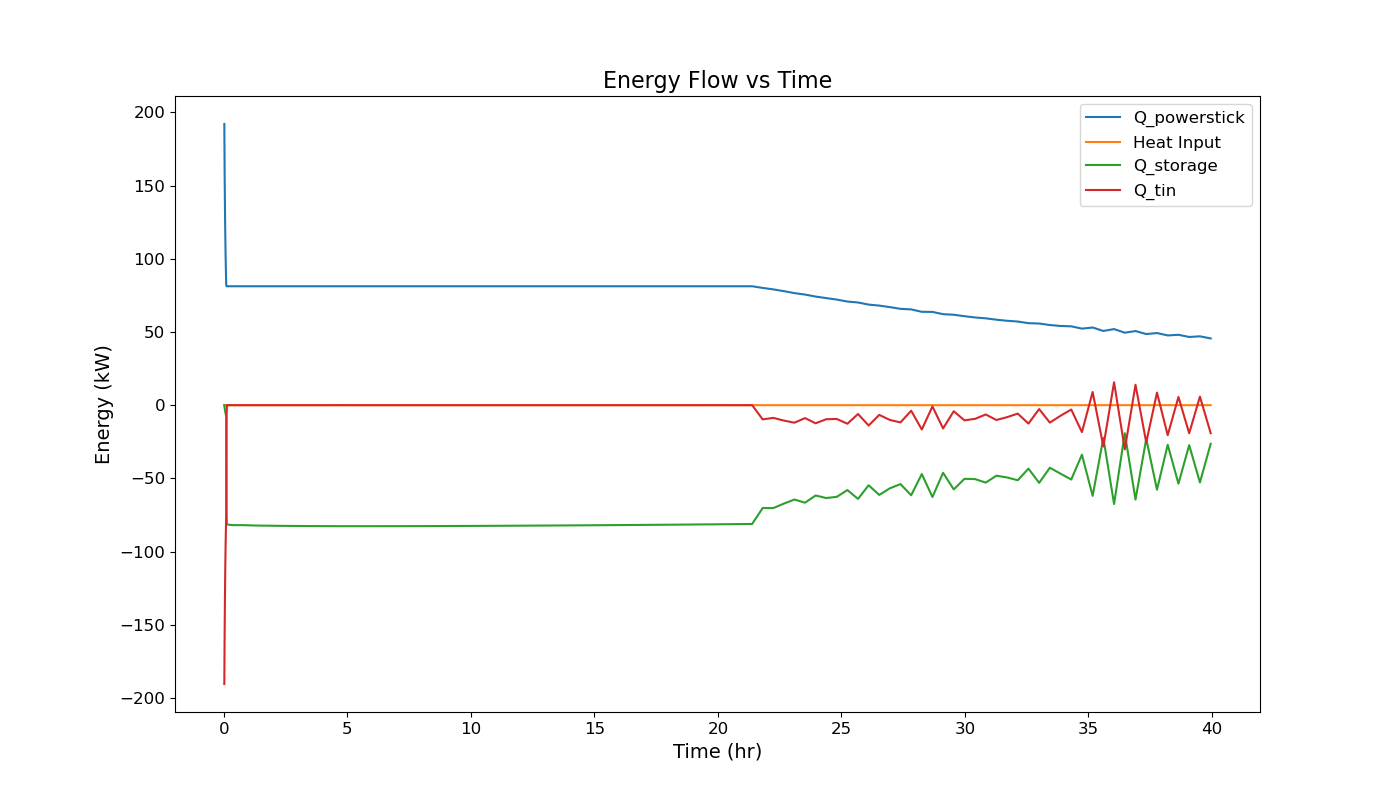 Energy Flow vs Time
Q_powerstick
Heat Input
Q_storage
Q_tin
200
150
100
50
0
−50
−100
−150
−200
Energy (kW)
0 5 10 15 20 25 30 35 40
Time (hr)